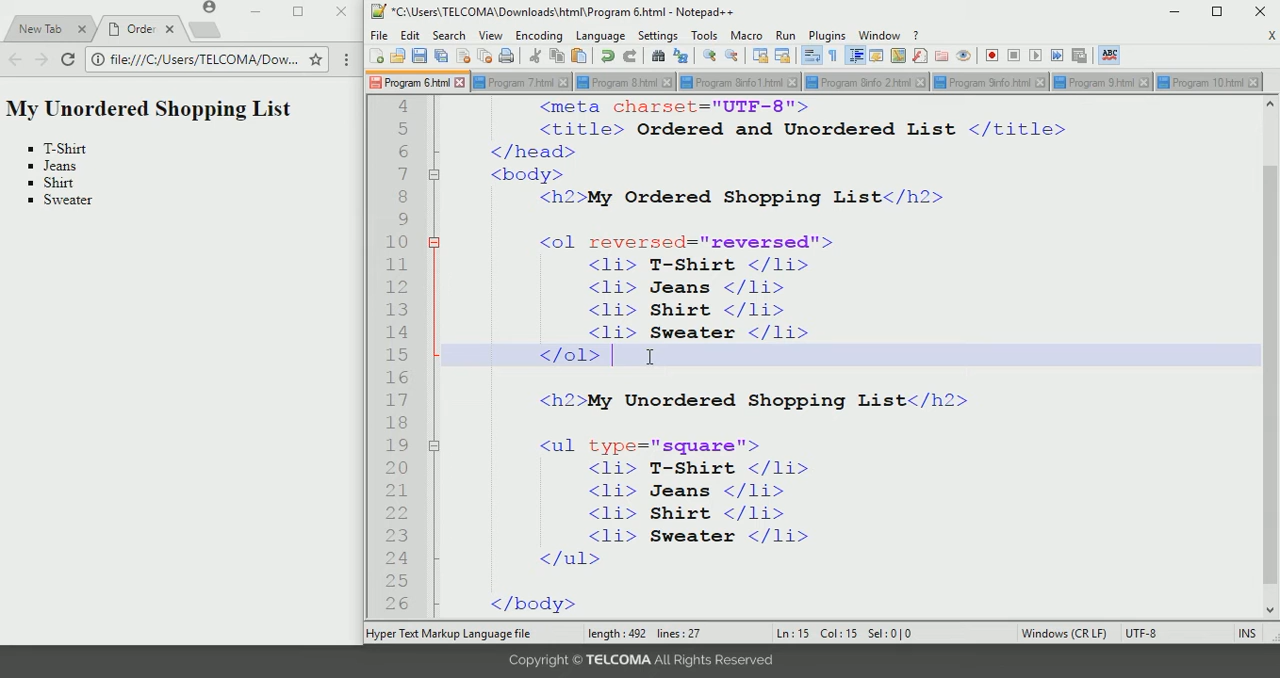 New Tab
Order
file:///C:/Users/TELCOMA/Dow...
My Unordered Shopping List
T-Shirt
Jeans
Shirt
Sweater
*C:\Users\TELCOMA\Downloads\html\Program 6.html - Notepad++
File Edit Search View Encoding Language Settings Tools Macro Run Plugins Window ? X
ABC
Program 6.html Program 7.html Program 8.html Program 8info1.html Program 8info 2.html Program 9info.html Program 9.html Program 10.html
4 <meta charset="UTF-8">
5 <title> Ordered and Unordered List </title>
6 </head>
7 <body>
8 <h2>My Ordered Shopping List</h2>
9
10 <ol reversed="reversed">
11 <li> T-Shirt </li>
12 <li> Jeans </li>
13 <li> Shirt </li>
14 <li> Sweater </li>
15 </ol>
16
17 <h2>My Unordered Shopping List</h2>
18
19 <ul type="square">
20 <li> T-Shirt </li>
21 <li> Jeans </li>
22 <li> Shirt </li>
23 <li> Sweater </li>
24 </ul>
25
26 </body>
Hyper Text Markup Language file length : 492 lines : 27 Ln : 15 Col : 15 Sel : 0 | 0 Windows (CR LF) UTF-8 INS
Copyright © TELCOMA All Rights Reserved